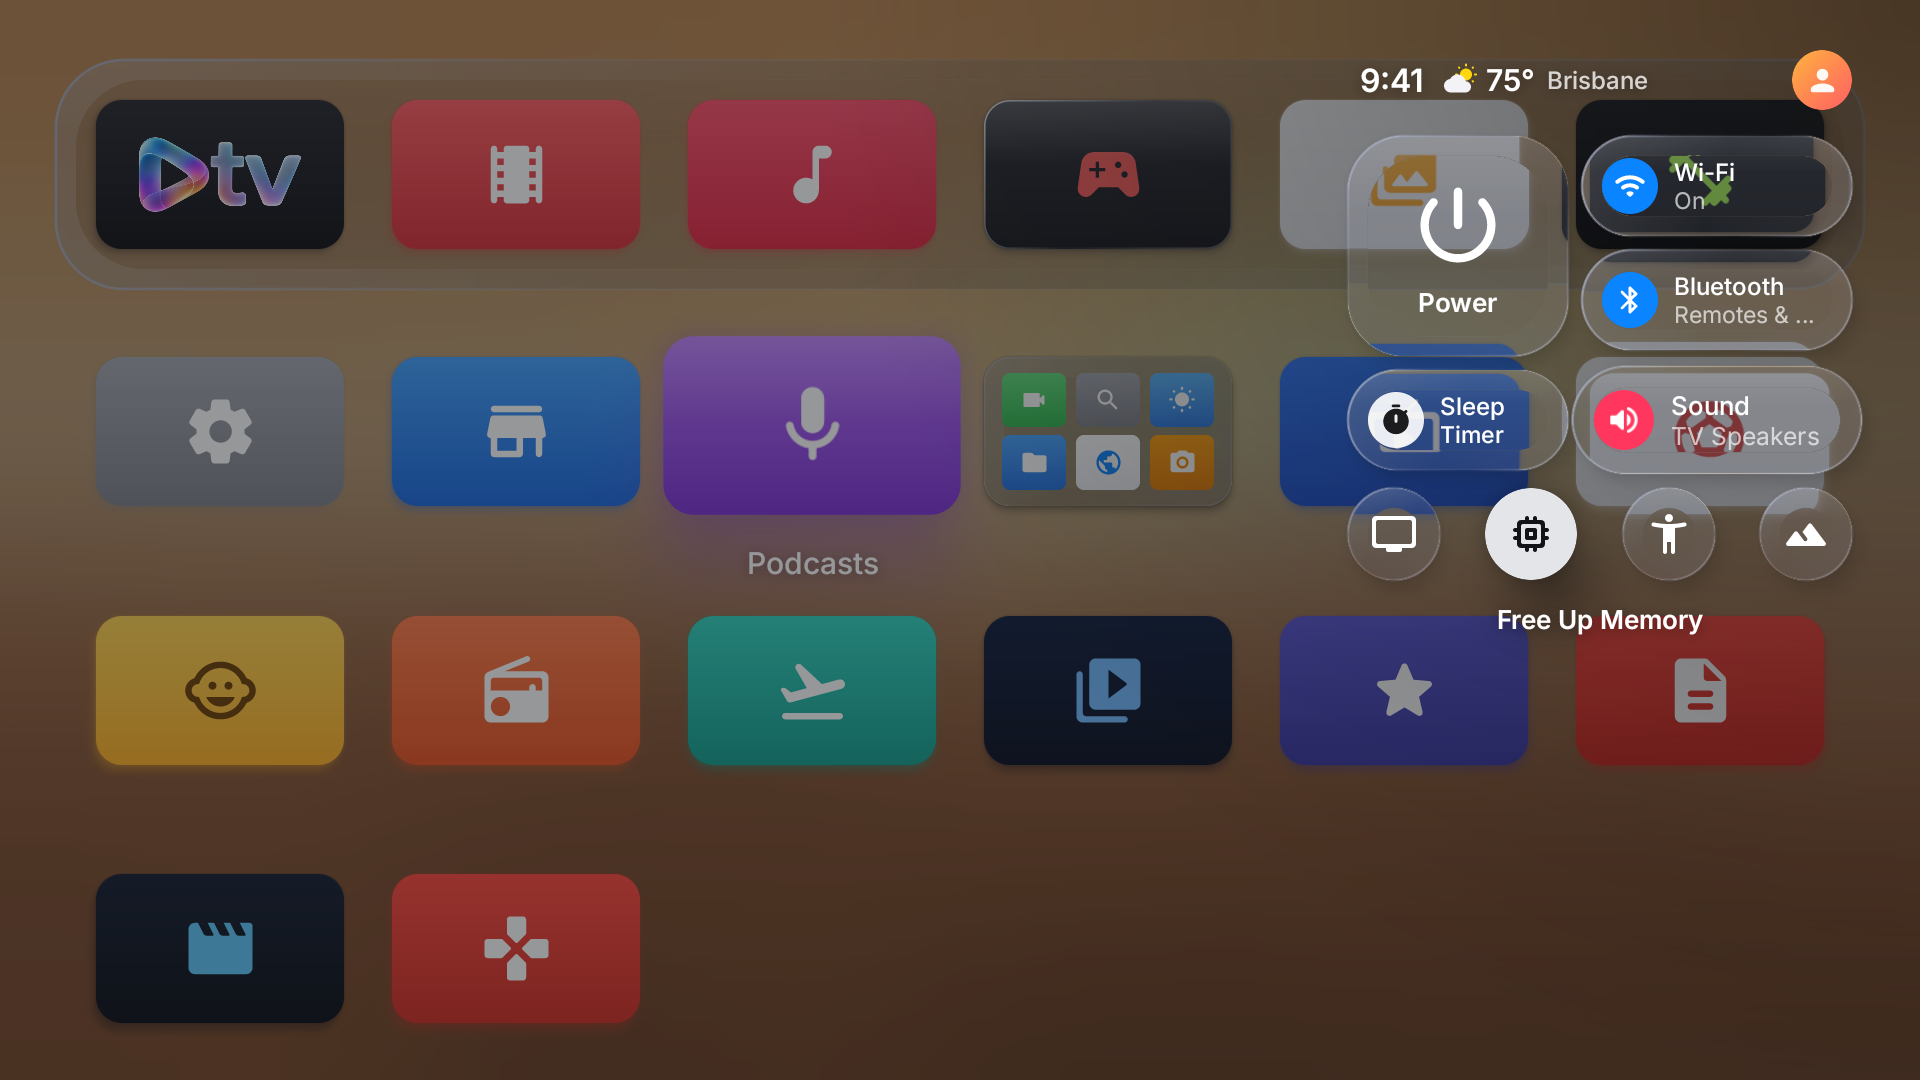 9:41 75° Brisbane
tv
Wi-Fi
On
Power
Bluetooth
Remotes & ...
Sleep
Timer
Sound
TV Speakers
Podcasts
Free Up Memory